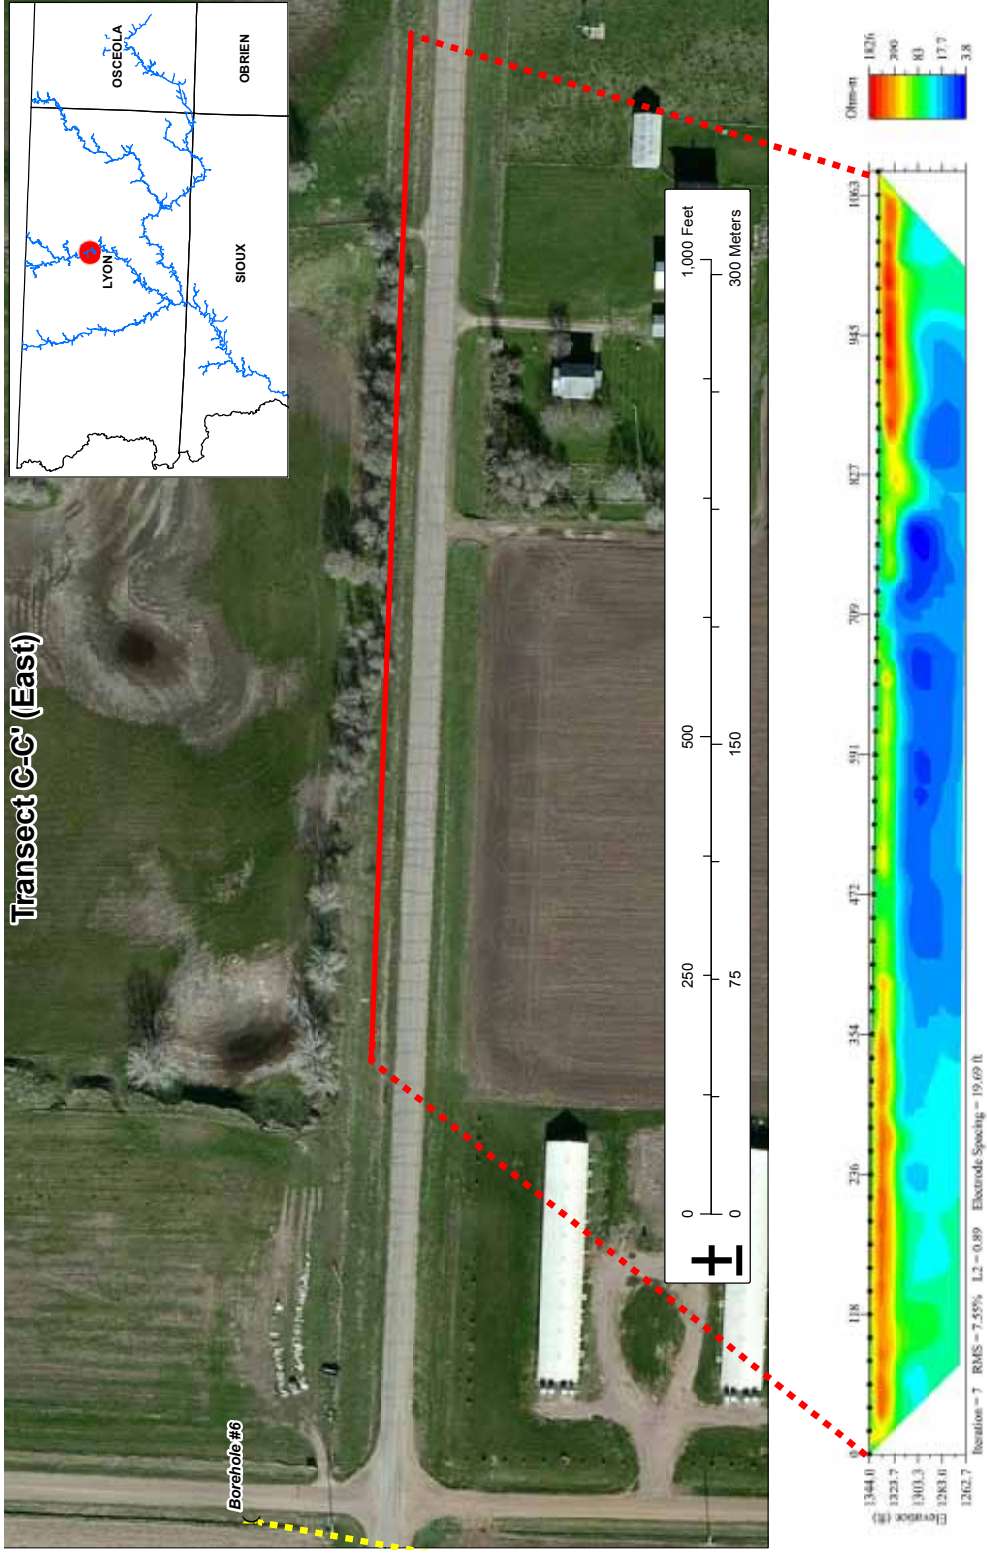 Transect C-C' (East)
OSCEOLA
OBRIEN
LYON
SIOUX
Borehole #6
0 250 500 1,000 Feet
0 75 150 300 Meters
Ohm-m
1826
390
83
17.7
3.8
0 118 236 354 472 591 709 827 945 1063
Elevation (ft)
1344.0
1323.7
1303.3
1283.0
1262.7
Iteration = 7 RMS = 7.55% L2 = 0.89 Electrode Spacing = 19.69 ft